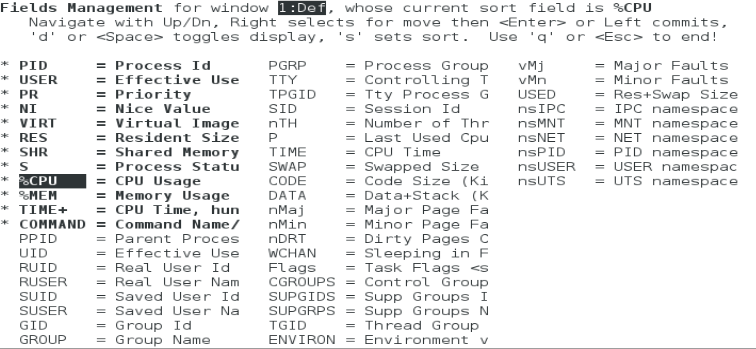 Fields Management for window 1:Def, whose current sort field is %CPU
   Navigate with Up/Dn, Right selects for move then <Enter> or Left commits,
   'd' or <Space> toggles display, 's' sets sort.  Use 'q' or <Esc> to end!

* PID     = Process Id       PGRP    = Process Group    vMj     = Major Faults
* USER    = Effective Use    TTY     = Controlling T    vMn     = Minor Faults
* PR      = Priority         TPGID   = Tty Process G    USED    = Res+Swap Size
* NI      = Nice Value       SID     = Session Id       nsIPC   = IPC namespace
* VIRT    = Virtual Image    nTH     = Number of Thr    nsMNT   = MNT namespace
* RES     = Resident Size    P       = Last Used Cpu    nsNET   = NET namespace
* SHR     = Shared Memory    TIME    = CPU Time         nsPID   = PID namespace
* S       = Process Statu    SWAP    = Swapped Size     nsUSER  = USER namespac
* %CPU    = CPU Usage        CODE    = Code Size (Ki    nsUTS   = UTS namespace
* %MEM    = Memory Usage     DATA    = Data+Stack (K
* TIME+   = CPU Time, hun    nMaj    = Major Page Fa
* COMMAND = Command Name/    nMin    = Minor Page Fa
  PPID    = Parent Proces    nDRT    = Dirty Pages C
  UID     = Effective Use    WCHAN   = Sleeping in F
  RUID    = Real User Id     Flags   = Task Flags <s
  RUSER   = Real User Nam    CGROUPS = Control Group
  SUID    = Saved User Id    SUPGIDS = Supp Groups I
  SUSER   = Saved User Na    SUPGRPS = Supp Groups N
  GID     = Group Id         TGID    = Thread Group
  GROUP   = Group Name       ENVIRON = Environment v